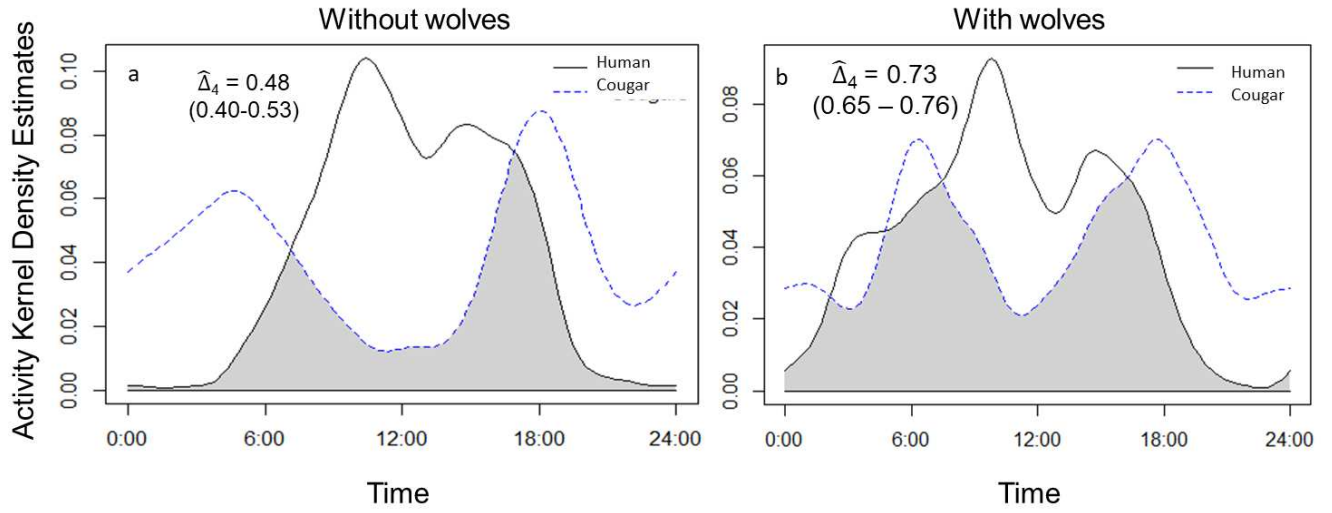 Without wolves
With wolves
Activity Kernel Density Estimates
a
Δ̂₄ = 0.48
(0.40-0.53)
Human
Cougar
0.10
0.08
0.06
0.04
0.02
0.00
0:00 6:00 12:00 18:00 24:00
Time
b
Δ̂₄ = 0.73
(0.65 – 0.76)
Human
Cougar
0.08
0.06
0.04
0.02
0.00
0:00 6:00 12:00 18:00 24:00
Time